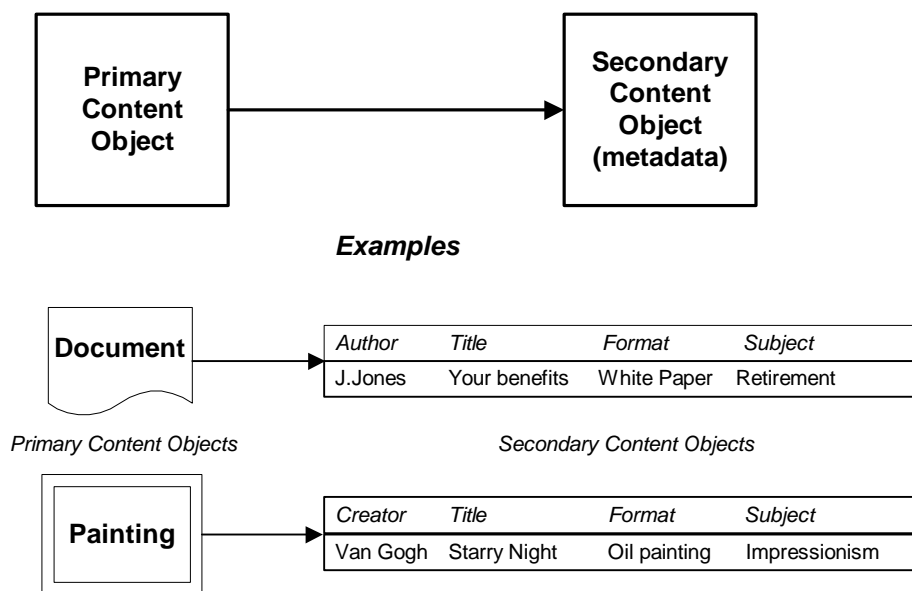 Primary
Content
Object
Secondary
Content
Object
(metadata)
Examples
Document
Author Title Format Subject
J.Jones Your benefits White Paper Retirement
Primary Content Objects Secondary Content Objects
Painting
Creator Title Format Subject
Van Gogh Starry Night Oil painting Impressionism